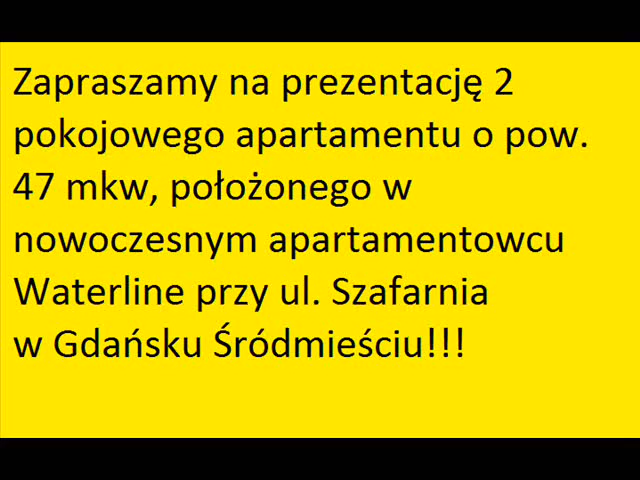 Zapraszamy na prezentację 2
pokojowego apartamentu o pow.
47 mkw, położonego w
nowoczesnym apartamentowcu
Waterline przy ul. Szafarnia
w Gdańsku Śródmieściu!!!